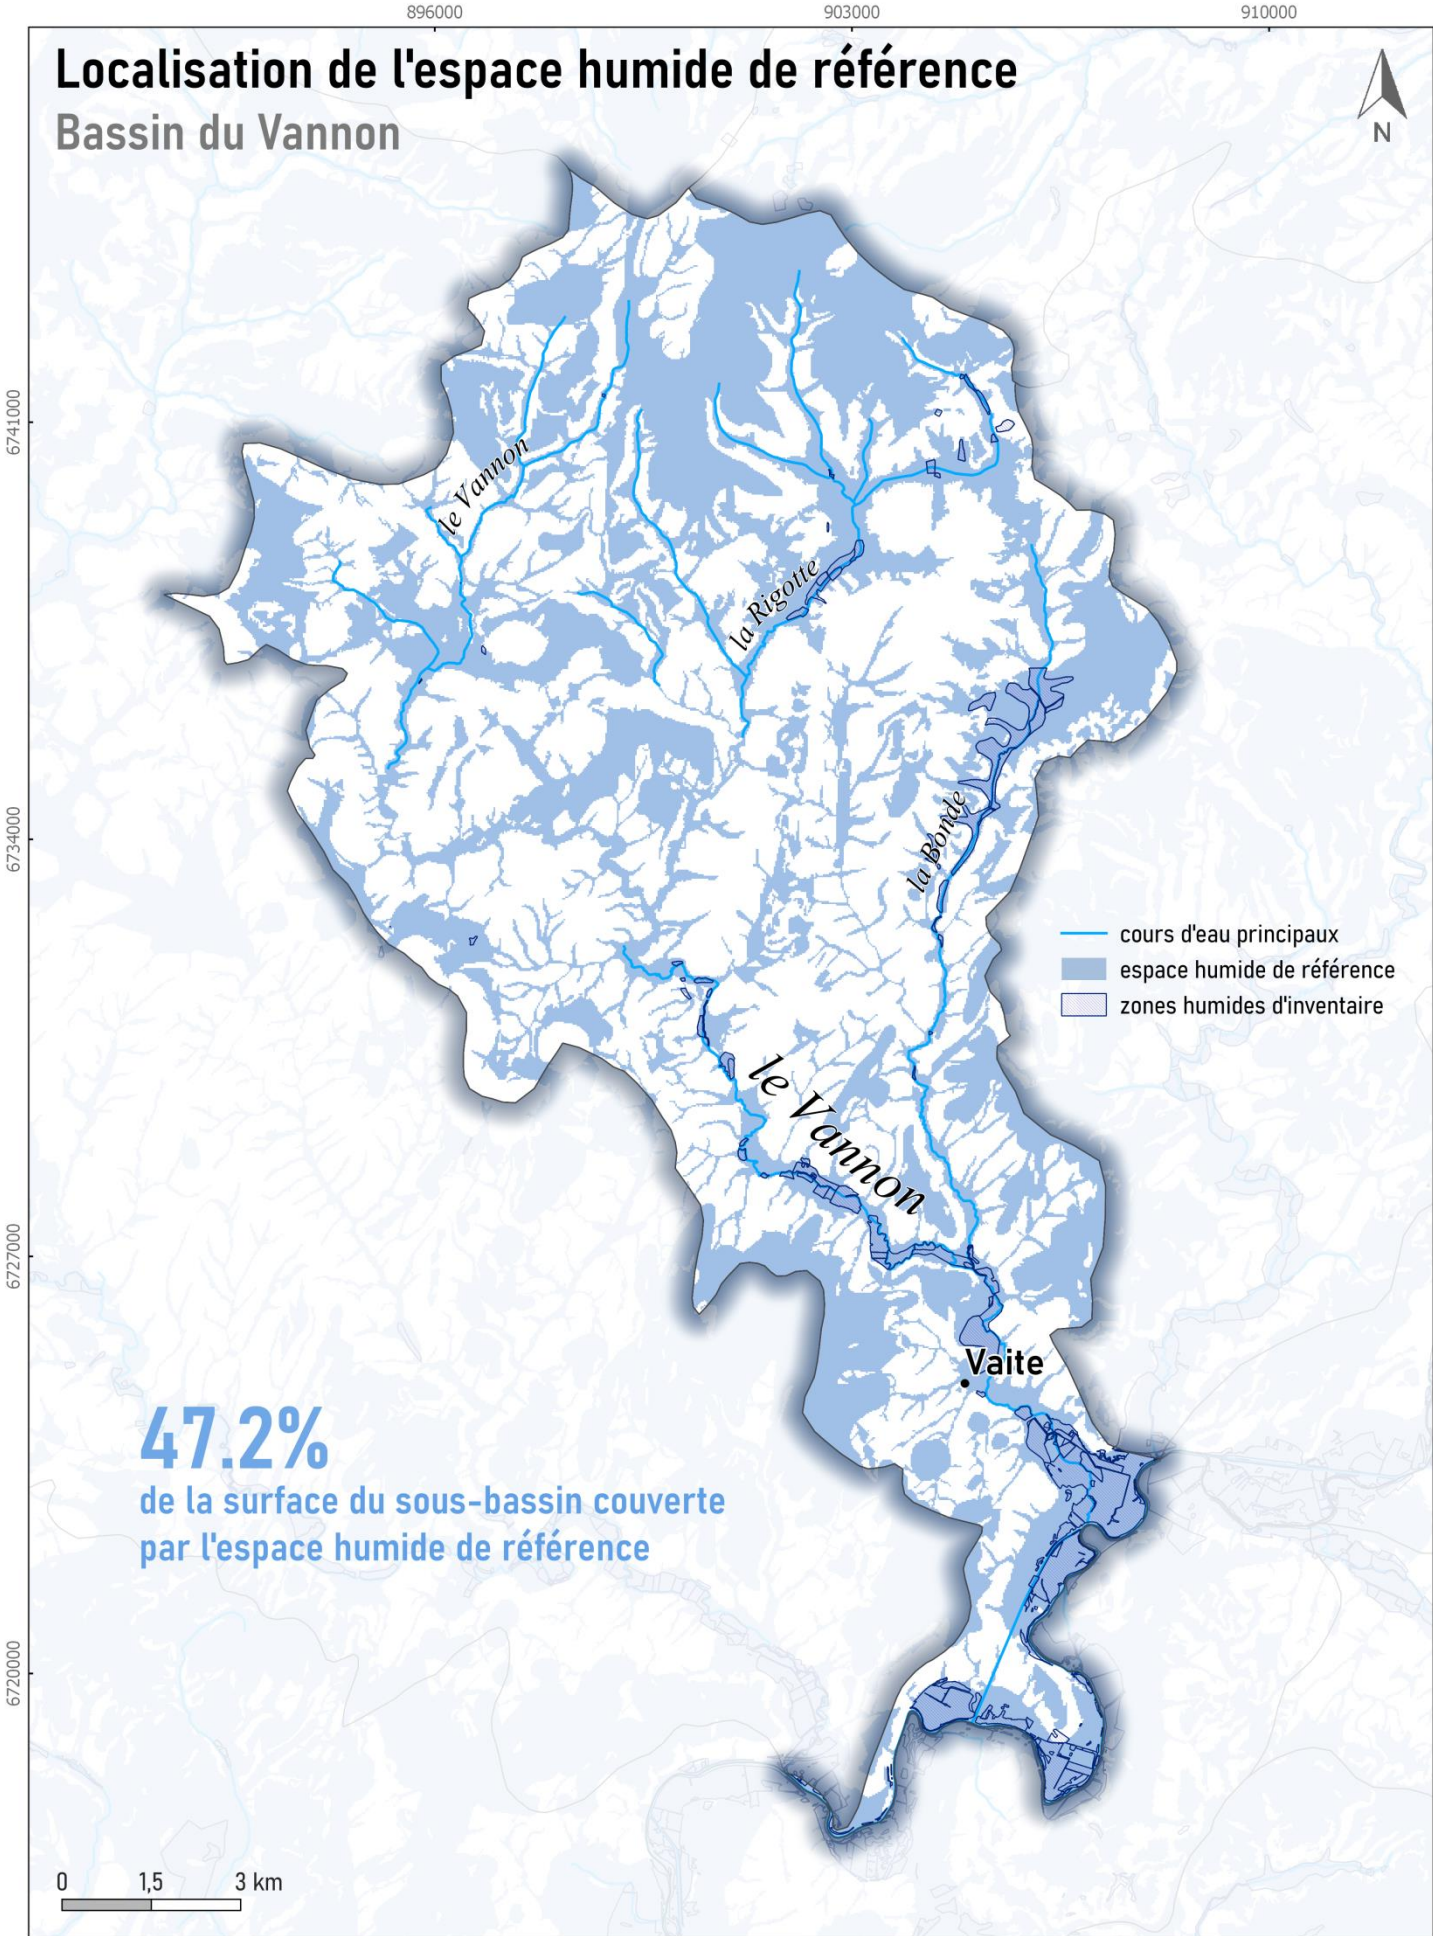 896000
903000
910000
Localisation de l'espace humide de référence
Bassin du Vannon
N
6741000
le Vannon
la Rigotte
6734000
la Bonde
cours d'eau principaux
espace humide de référence
zones humides d'inventaire
le Vannon
6727000
Vaite
47.2%
de la surface du sous-bassin couverte
par l'espace humide de référence
6720000
0 1,5 3 km